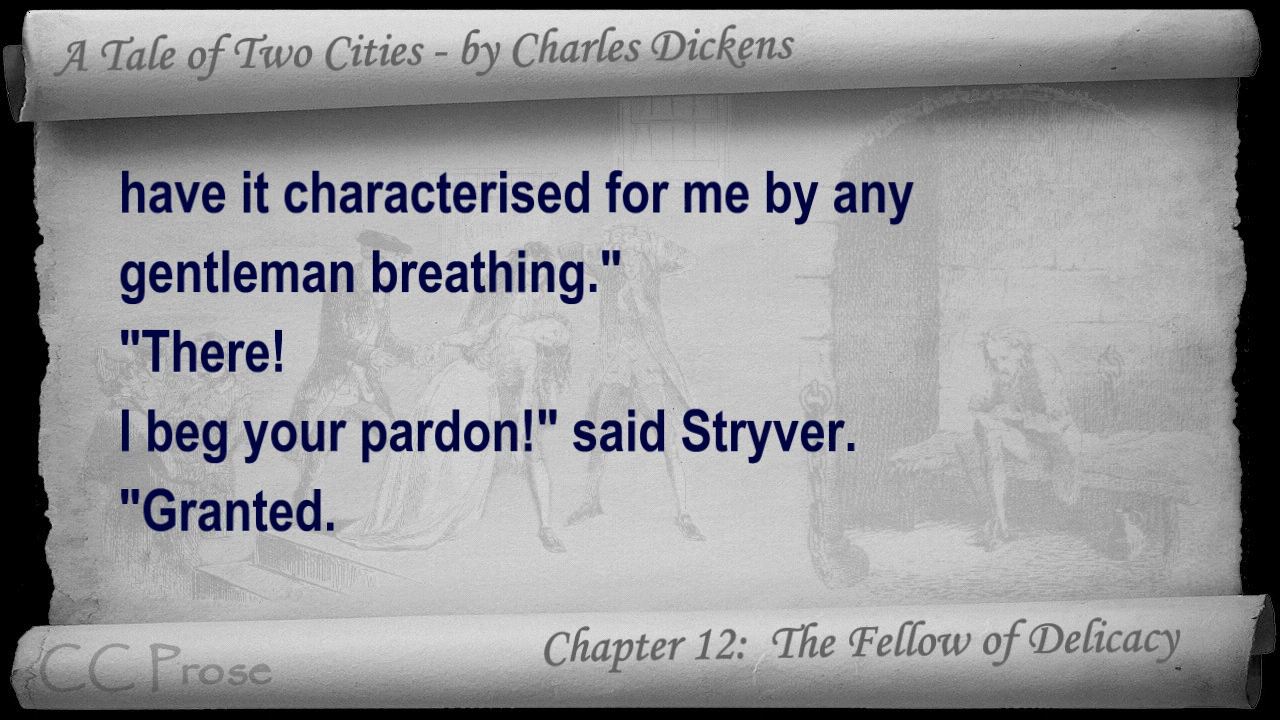 A Tale of Two Cities - by Charles Dickens
have it characterised for me by any
gentleman breathing."
"There!
I beg your pardon!" said Stryver.
"Granted.
Chapter 12: The Fellow of Delicacy
CC Prose